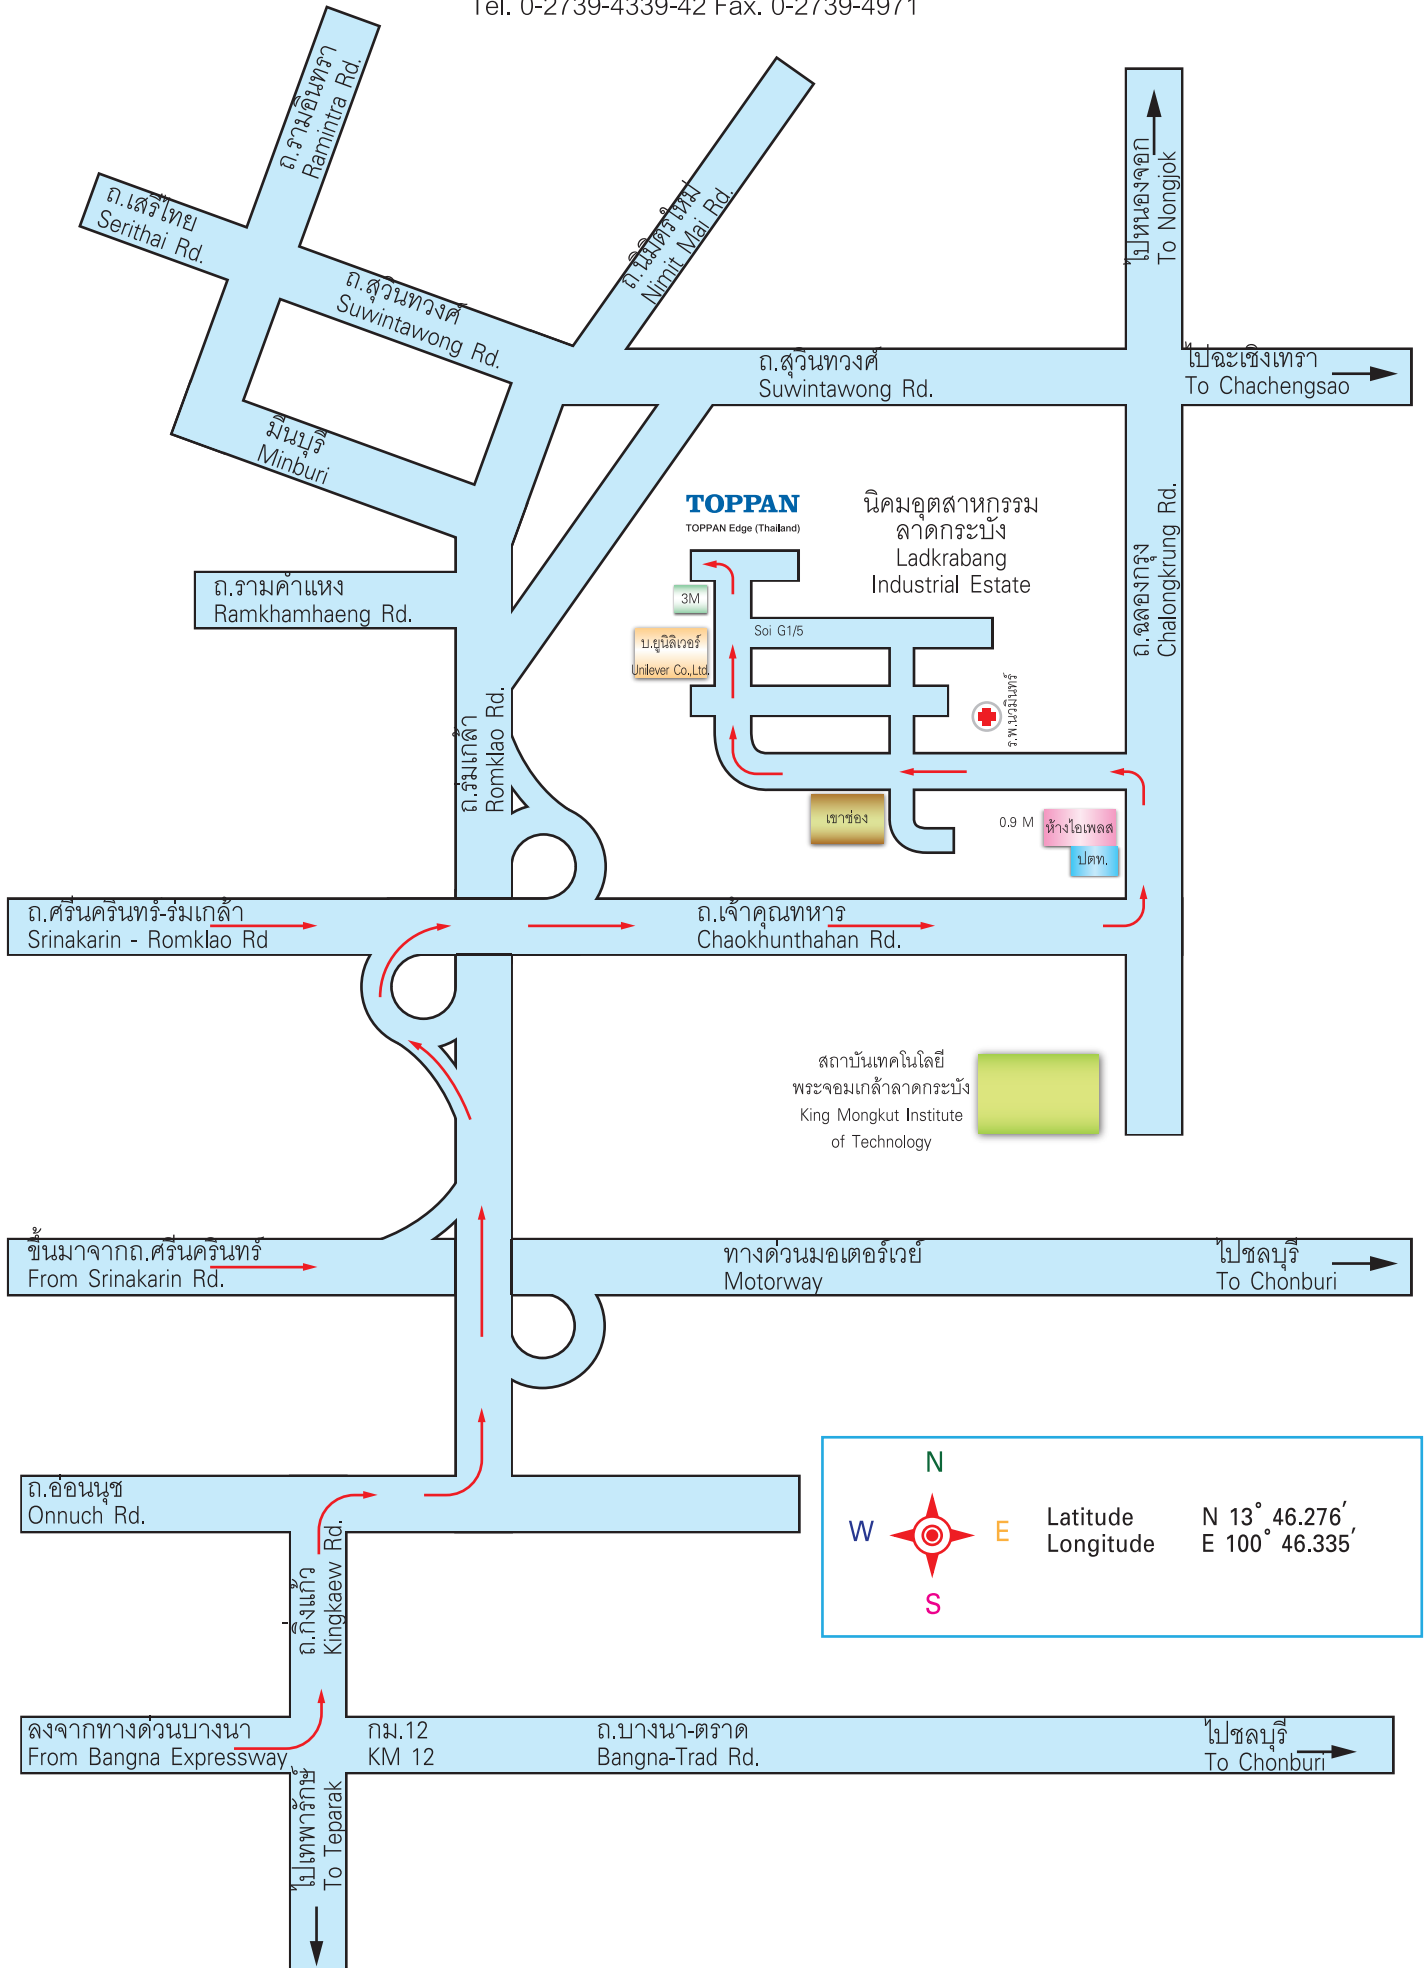 Tel. 0-2739-4339-42 Fax. 0-2739-4971
ถ.รามอินทรา
Ramintra Rd.
ถ.เสรีไทย
Serithai Rd.
ถ.สุวินทวงศ์
Suwintawong Rd.
ถ.นิมิตรใหม่
Nimit Mai Rd.
ไปหนองจอก
To Nongjok
ถ.สุวินทวงศ์
Suwintawong Rd.
ไปฉะเชิงเทรา
To Chachengsao
มีนบุรี
Minburi
TOPPAN
TOPPAN Edge (Thailand)
นิคมอุตสาหกรรม
ลาดกระบัง
Ladkrabang
Industrial Estate
ถ.ฉลองกรุง
Chalongkrung Rd.
ถ.รามคำแหง
Ramkhamhaeng Rd.
3M
Soi G1/5
บ.ยูนิลิเวอร์
Unilever Co.,Ltd.
ร.พ.นวมินทร์
ถ.ร่มเกล้า
Romklao Rd.
เขาช่อง
0.9 M
ห้างไอเพลส
ปตท.
ถ.ศรีนครินทร์-ร่มเกล้า
Srinakarin - Romklao Rd
ถ.เจ้าคุณทหาร
Chaokhunthahan Rd.
สถาบันเทคโนโลยี
พระจอมเกล้าลาดกระบัง
King Mongkut Institute
of Technology
ขึ้นมาจากถ.ศรีนครินทร์
From Srinakarin Rd.
ทางด่วนมอเตอร์เวย์
Motorway
ไปชลบุรี
To Chonburi
ถ.อ่อนนุช
Onnuch Rd.
N
W
E
S
Latitude N 13° 46.276′
Longitude E 100° 46.335′
ถ.กิ่งแก้ว
Kingkaew Rd.
ลงจากทางด่วนบางนา
From Bangna Expressway
กม.12
KM 12
ถ.บางนา-ตราด
Bangna-Trad Rd.
ไปชลบุรี
To Chonburi
ไปเทพารักษ์
To Teparak